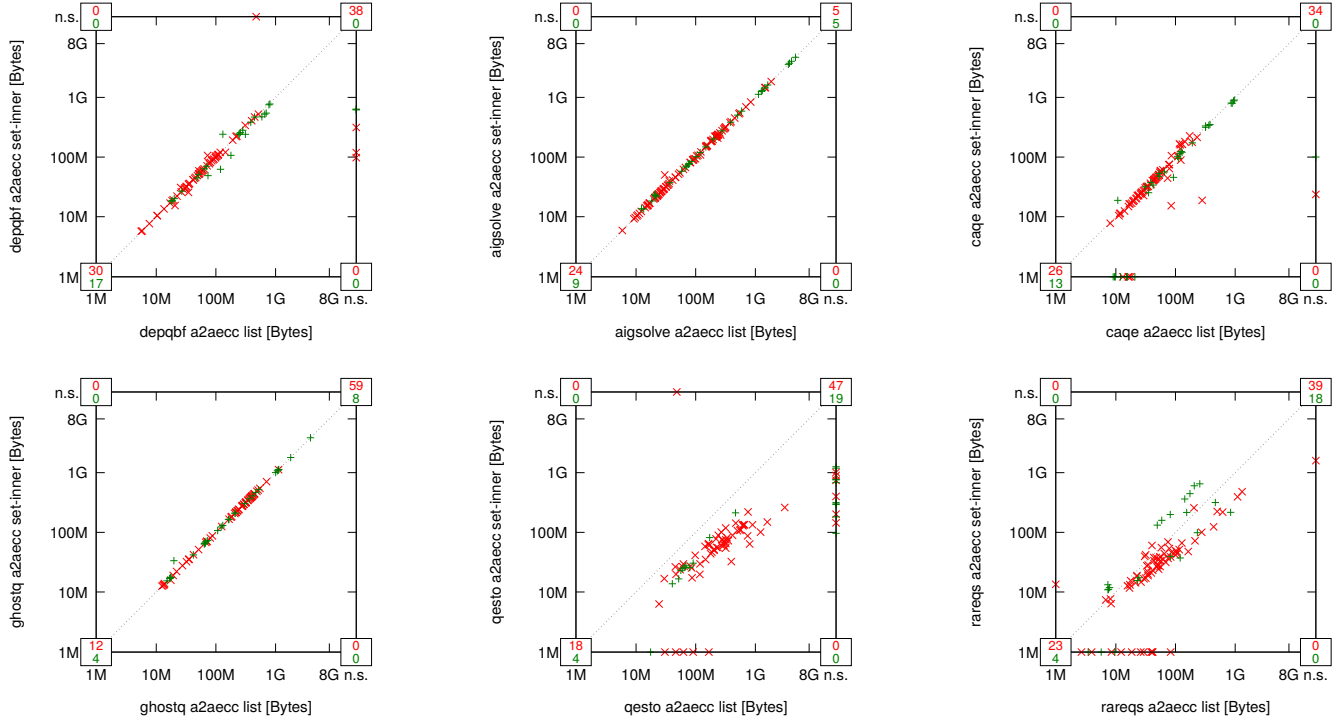 n.s. 0 0 38 0
8G
1G
100M
10M
1M 30 17 0 0
1M 10M 100M 1G 8G n.s.
depqbf a2aecc set-inner [Bytes]
depqbf a2aecc list [Bytes]
n.s. 0 0 5 5
8G
1G
100M
10M
1M 24 9 0 0
1M 10M 100M 1G 8G n.s.
aigsolve a2aecc set-inner [Bytes]
aigsolve a2aecc list [Bytes]
n.s. 0 0 34 0
8G
1G
100M
10M
1M 26 13 0 0
1M 10M 100M 1G 8G n.s.
caqe a2aecc set-inner [Bytes]
caqe a2aecc list [Bytes]
n.s. 0 0 59 8
8G
1G
100M
10M
1M 12 4 0 0
1M 10M 100M 1G 8G n.s.
ghostq a2aecc set-inner [Bytes]
ghostq a2aecc list [Bytes]
n.s. 0 0 47 19
8G
1G
100M
10M
1M 18 4 0 0
1M 10M 100M 1G 8G n.s.
qesto a2aecc set-inner [Bytes]
qesto a2aecc list [Bytes]
n.s. 0 0 39 18
8G
1G
100M
10M
1M 23 4 0 0
1M 10M 100M 1G 8G n.s.
rareqs a2aecc set-inner [Bytes]
rareqs a2aecc list [Bytes]